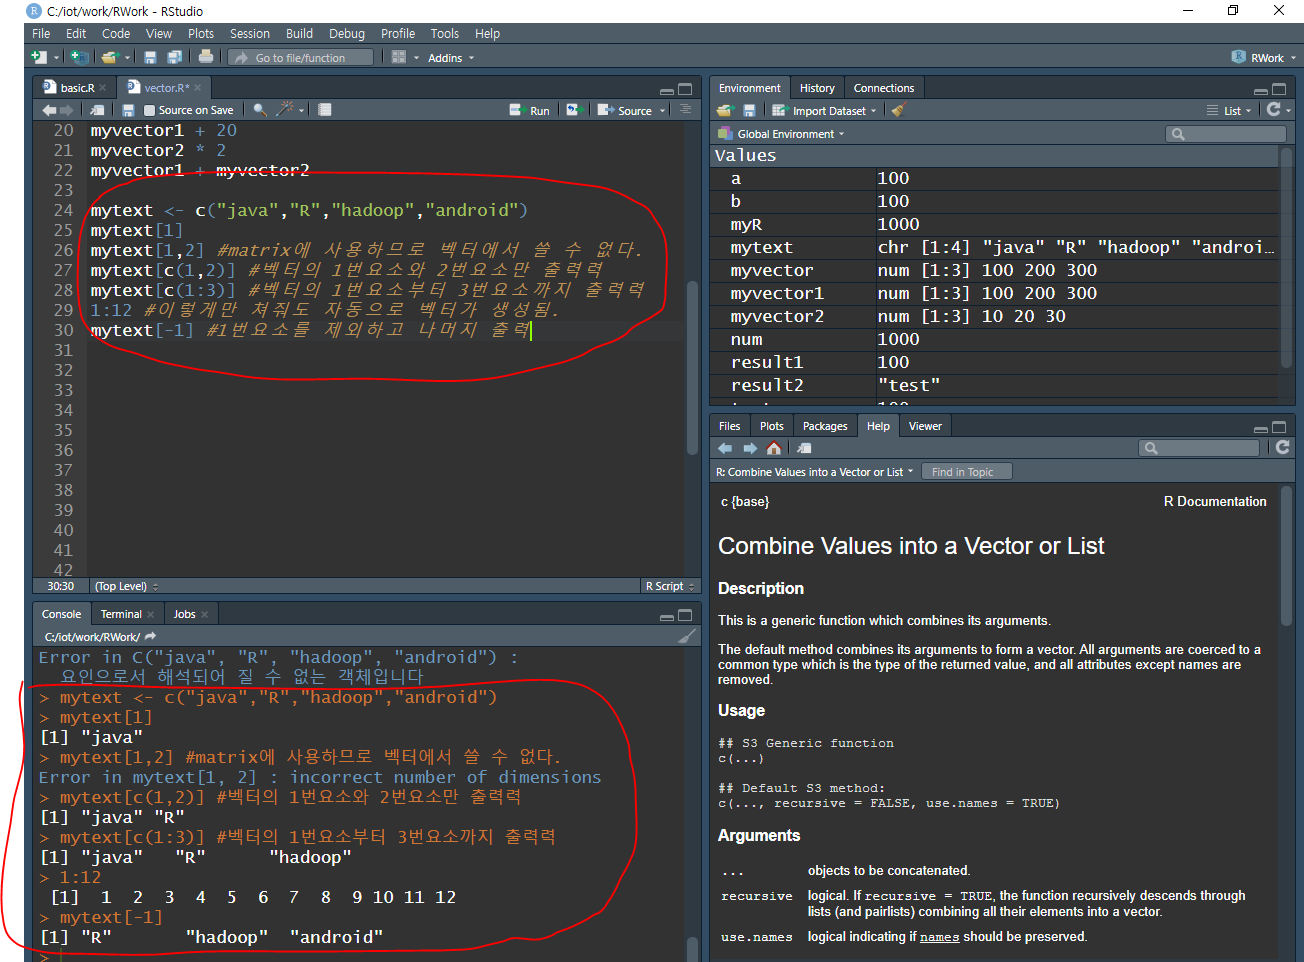 C:/iot/work/RWork - RStudio
File Edit Code View Plots Session Build Debug Profile Tools Help
Go to file/function Addins RWork
basic.R vector.R*
Source on Save Run Source
20 myvector1 + 20
21 myvector2 * 2
22 myvector1 + myvector2
23
24 mytext <- c("java","R","hadoop","android")
25 mytext[1]
26 mytext[1,2] #matrix에 사용하므로 벡터에서 쓸 수 없다.
27 mytext[c(1,2)] #벡터의 1번요소와 2번요소만 출력력
28 mytext[c(1:3)] #벡터의 1번요소부터 3번요소까지 출력력
29 1:12 #이렇게만 쳐줘도 자동으로 벡터가 생성됨.
30 mytext[-1] #1번요소를 제외하고 나머지 출력
31
32
33
34
35
36
37
38
39
40
41
42
30:30 (Top Level) R Script
Console Terminal Jobs
C:/iot/work/RWork/
Error in C("java", "R", "hadoop", "android") :
요인으로서 해석되어 질 수 없는 객체입니다
> mytext <- c("java","R","hadoop","android")
> mytext[1]
[1] "java"
> mytext[1,2] #matrix에 사용하므로 벡터에서 쓸 수 없다.
Error in mytext[1, 2] : incorrect number of dimensions
> mytext[c(1,2)] #벡터의 1번요소와 2번요소만 출력력
[1] "java" "R"
> mytext[c(1:3)] #벡터의 1번요소부터 3번요소까지 출력력
[1] "java" "R" "hadoop"
> 1:12
[1] 1 2 3 4 5 6 7 8 9 10 11 12
> mytext[-1]
[1] "R" "hadoop" "android"
>
Environment History Connections
Import Dataset List
Global Environment
Values
a 100
b 100
myR 1000
mytext chr [1:4] "java" "R" "hadoop" "androi…
myvector num [1:3] 100 200 300
myvector1 num [1:3] 100 200 300
myvector2 num [1:3] 10 20 30
num 1000
result1 100
result2 "test"
Files Plots Packages Help Viewer
R: Combine Values into a Vector or List Find in Topic
c {base} R Documentation
Combine Values into a Vector or List
Description
This is a generic function which combines its arguments.
The default method combines its arguments to form a vector. All arguments are coerced to a
common type which is the type of the returned value, and all attributes except names are
removed.
Usage
## S3 Generic function
c(...)
## Default S3 method:
c(..., recursive = FALSE, use.names = TRUE)
Arguments
... objects to be concatenated.
recursive logical. If recursive = TRUE, the function recursively descends through
lists (and pairlists) combining all their elements into a vector.
use.names logical indicating if names should be preserved.